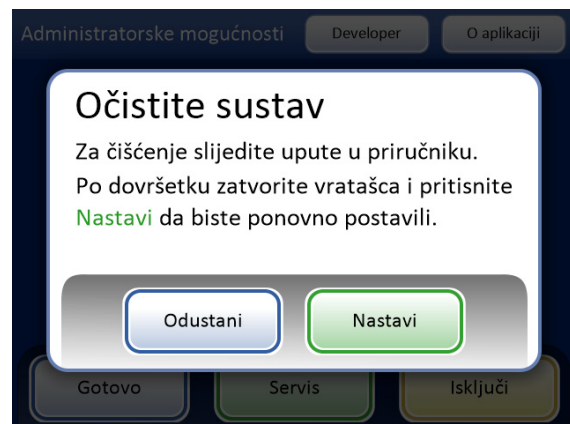 Administratorske mogućnosti
Developer
O aplikaciji
Očistite sustav
Za čišćenje slijedite upute u priručniku.
Po dovršetku zatvorite vratašca i pritisnite
Nastavi da biste ponovno postavili.
Odustani
Nastavi
Gotovo
Servis
Isključi